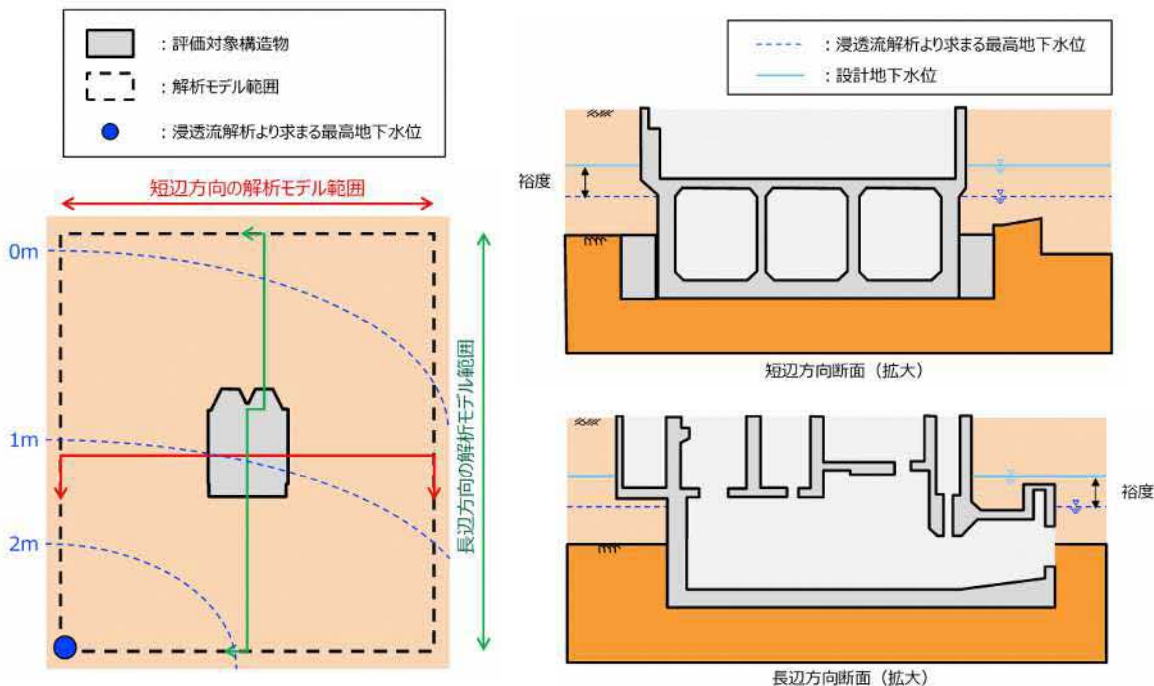 ：評価対象構造物
：解析モデル範囲
：浸透流解析より求まる最高地下水位
短辺方向の解析モデル範囲
0m
1m
2m
長辺方向の解析モデル範囲
：浸透流解析より求まる最高地下水位
：設計地下水位
裕度
短辺方向断面（拡大）
裕度
長辺方向断面（拡大）